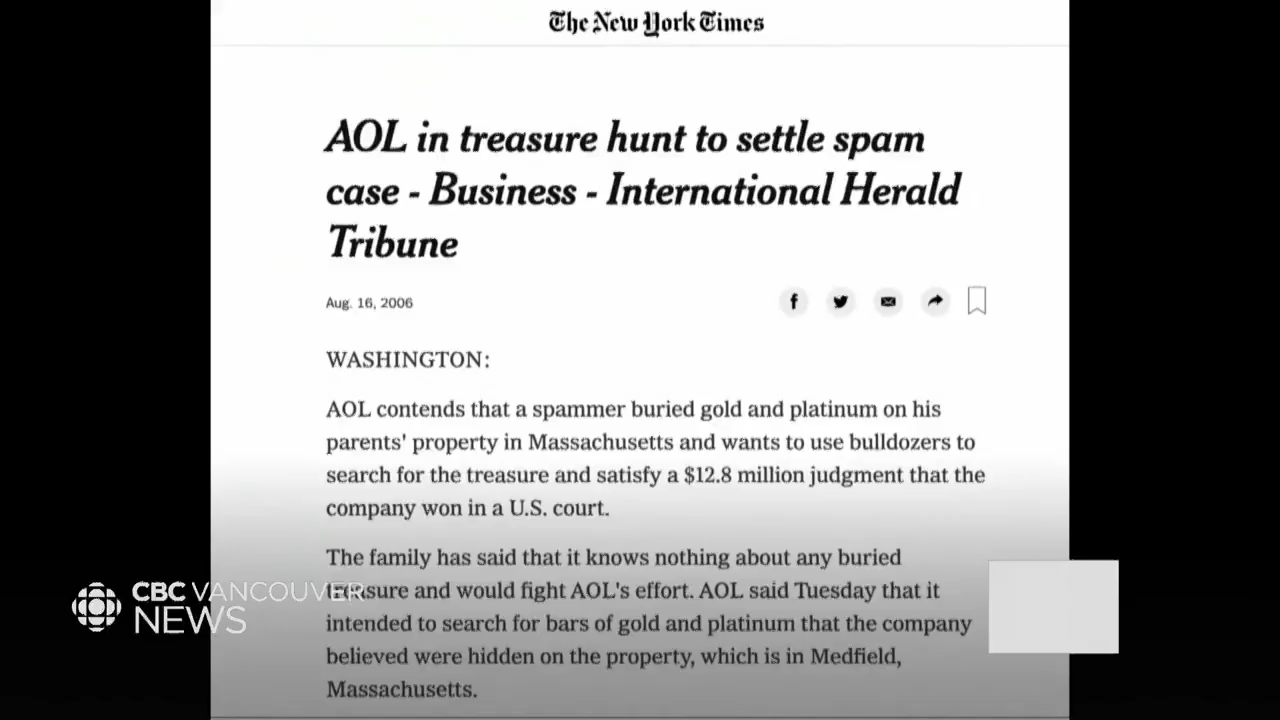 The New York Times
AOL in treasure hunt to settle spam
case - Business - International Herald
Tribune
Aug. 16, 2006
WASHINGTON:
AOL contends that a spammer buried gold and platinum on his
parents' property in Massachusetts and wants to use bulldozers to
search for the treasure and satisfy a $12.8 million judgment that the
company won in a U.S. court.
The family has said that it knows nothing about any buried
treasure and would fight AOL's effort. AOL said Tuesday that it
intended to search for bars of gold and platinum that the company
believed were hidden on the property, which is in Medfield,
Massachusetts.
CBC VANCOUVER
NEWS